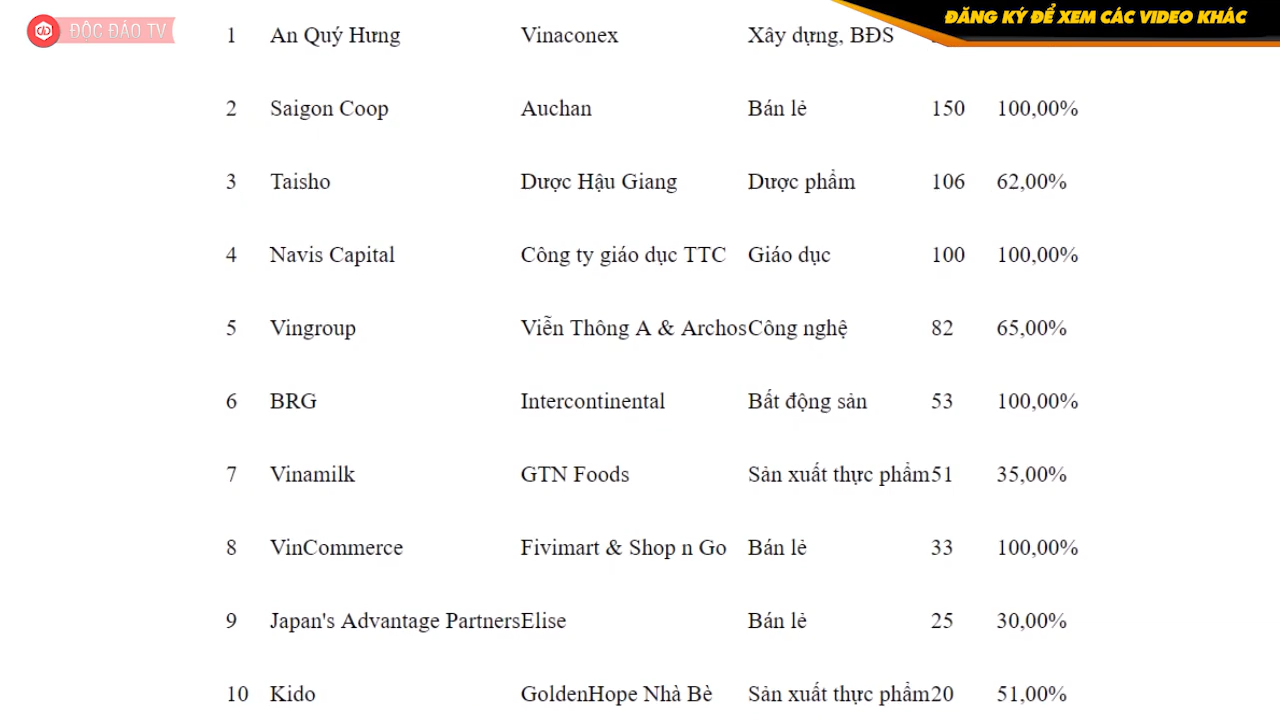 ĐỘC ĐÁO TV
ĐĂNG KÝ ĐỂ XEM CÁC VIDEO KHÁC
1 An Quý Hưng Vinaconex Xây dựng, BĐS
2 Saigon Coop Auchan Bán lẻ 150 100,00%
3 Taisho Dược Hậu Giang Dược phẩm 106 62,00%
4 Navis Capital Công ty giáo dục TTC Giáo dục 100 100,00%
5 Vingroup Viễn Thông A & Archos Công nghệ 82 65,00%
6 BRG Intercontinental Bất động sản 53 100,00%
7 Vinamilk GTN Foods Sản xuất thực phẩm 51 35,00%
8 VinCommerce Fivimart & Shop n Go Bán lẻ 33 100,00%
9 Japan's Advantage Partners Elise Bán lẻ 25 30,00%
10 Kido GoldenHope Nhà Bè Sản xuất thực phẩm 20 51,00%